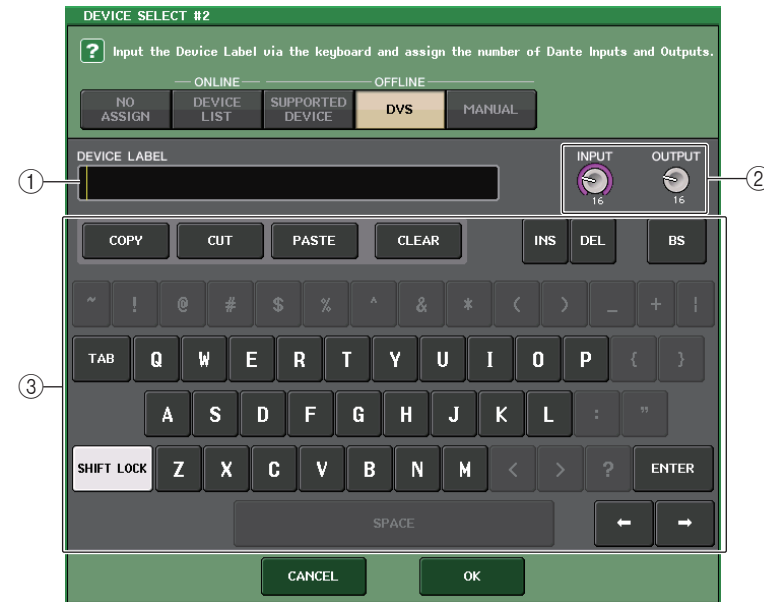 DEVICE SELECT #2
? Input the Device Label via the keyboard and assign the number of Dante Inputs and Outputs.
ONLINE OFFLINE
NO ASSIGN DEVICE LIST SUPPORTED DEVICE DVS MANUAL
DEVICE LABEL INPUT OUTPUT
① ②
16 16
COPY CUT PASTE CLEAR INS DEL BS
~ ! @ # $ % ^ & * ( ) _ + ¦
TAB Q W E R T Y U I O P { }
③
A S D F G H J K L : "
SHIFT LOCK Z X C V B N M < > ? ENTER
SPACE ← →
CANCEL OK